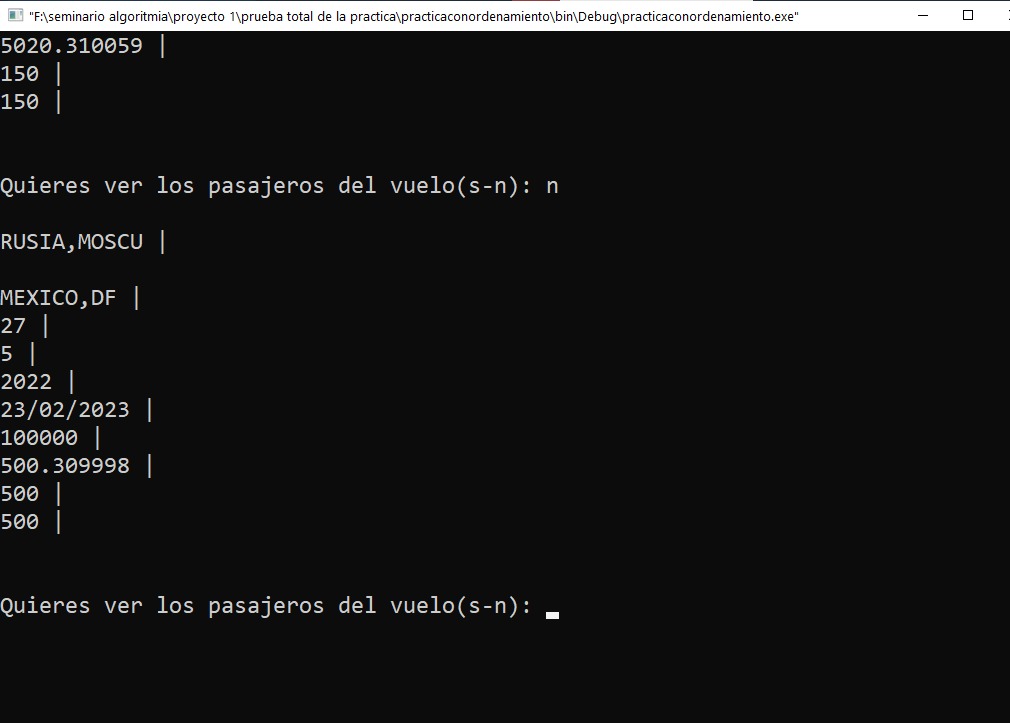 "F:\seminario algoritmia\proyecto 1\prueba total de la practica\practicaconordenamiento\bin\Debug\practicaconordenamiento.exe"
5020.310059 |
150 |
150 |
Quieres ver los pasajeros del vuelo(s-n): n
RUSIA,MOSCU |
MEXICO,DF |
27 |
5 |
2022 |
23/02/2023 |
100000 |
500.309998 |
500 |
500 |
Quieres ver los pasajeros del vuelo(s-n):